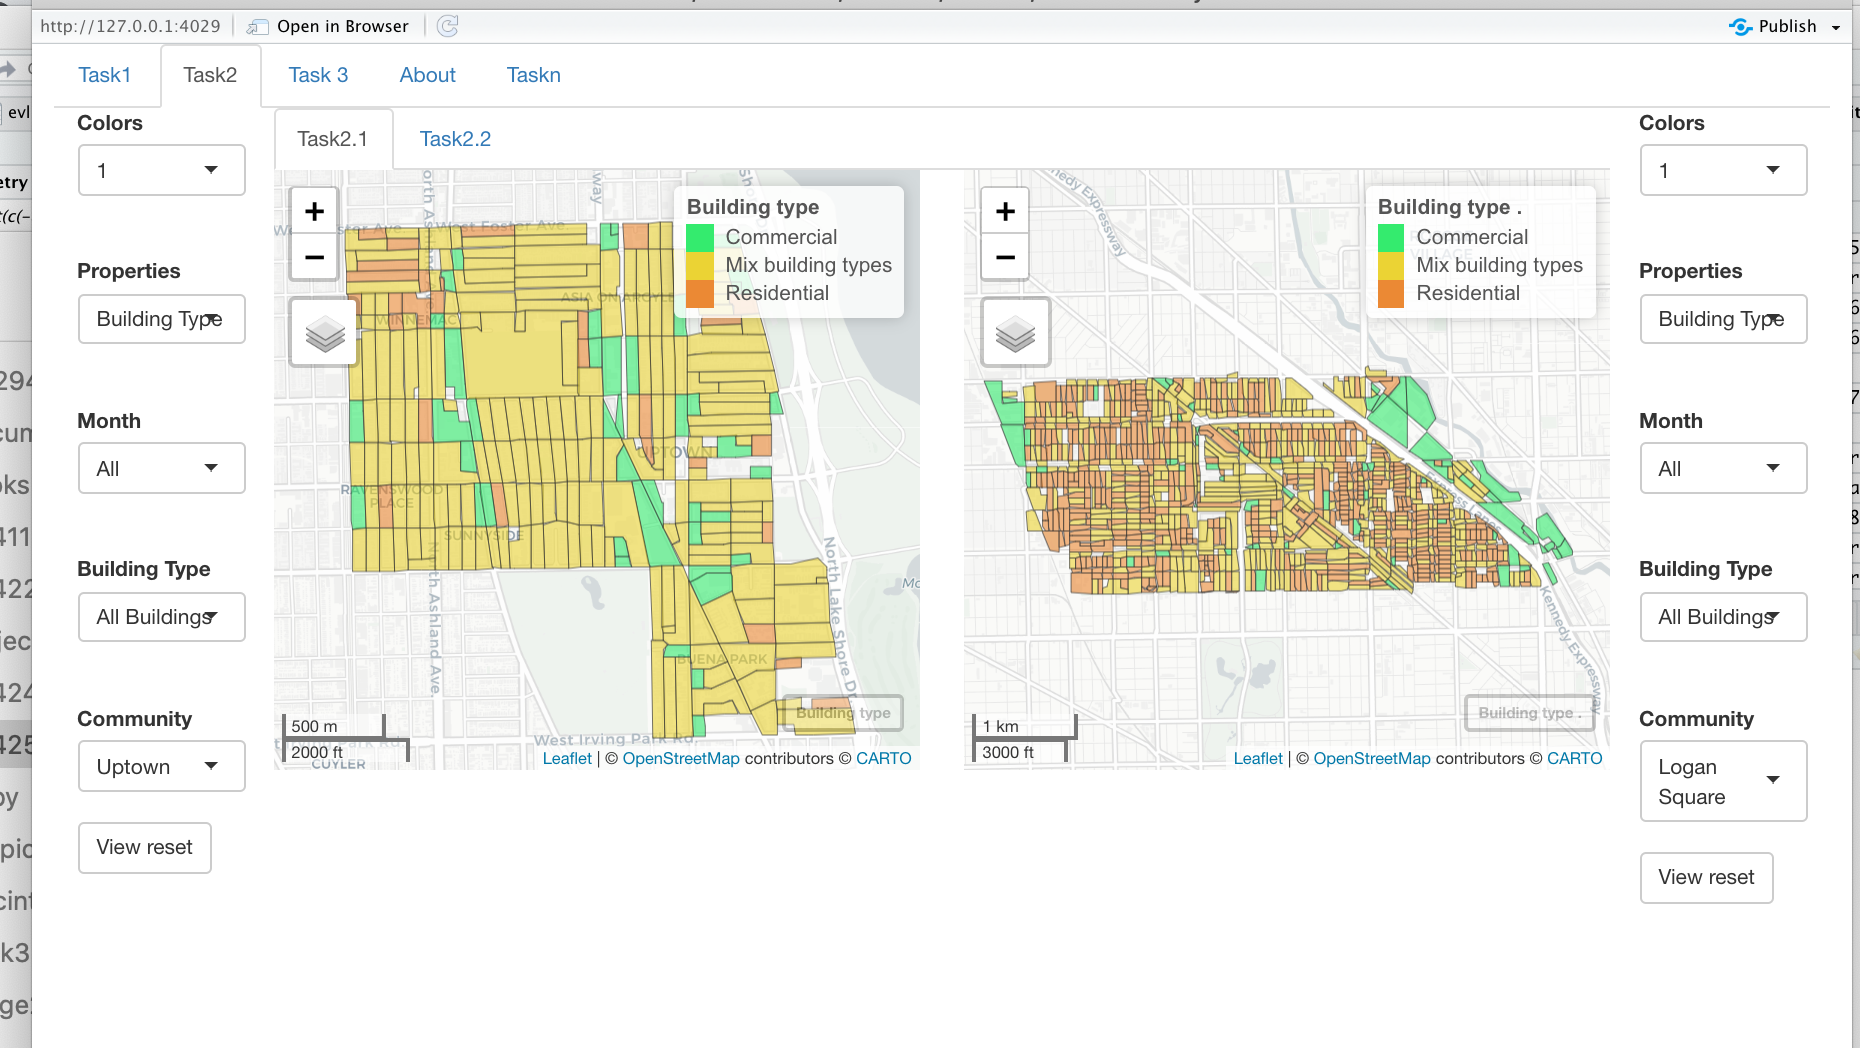 http://127.0.0.1:4029 Open in Browser Publish
Task1 Task2 Task 3 About Taskn
Colors
1
Properties
Building Type
Month
All
Building Type
All Buildings
Community
Uptown
View reset
Task2.1 Task2.2
+
−
Building type
Commercial
Mix building types
Residential
West Foster Ave.
ASIA ON ARGYLE
WINNEMAC
UPTOWN
RAVENSWOOD
PLACE
SUNNYSIDE
North Ashland Ave.
North Lake Shore Dr
BUENA PARK
Building type
500 m
2000 ft
West Irving Park Rd.
CUYLER
Leaflet | © OpenStreetMap contributors © CARTO
+
−
Building type .
Commercial
Mix building types
Residential
nedy Expressway
Express Lanes
Kennedy Expressway
Building type .
1 km
3000 ft
Leaflet | © OpenStreetMap contributors © CARTO
Colors
1
Properties
Building Type
Month
All
Building Type
All Buildings
Community
Logan
Square
View reset